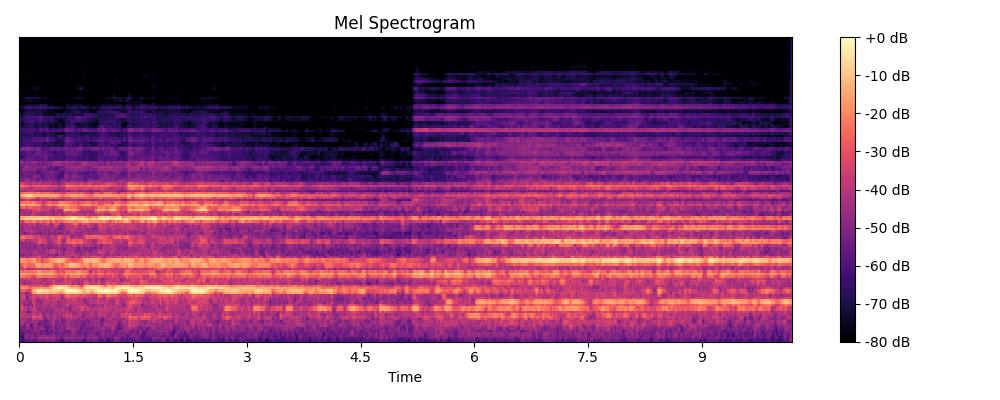 Mel Spectrogram
+0 dB
-10 dB
-20 dB
-30 dB
-40 dB
-50 dB
-60 dB
-70 dB
-80 dB
0 1.5 3 4.5 6 7.5 9
Time